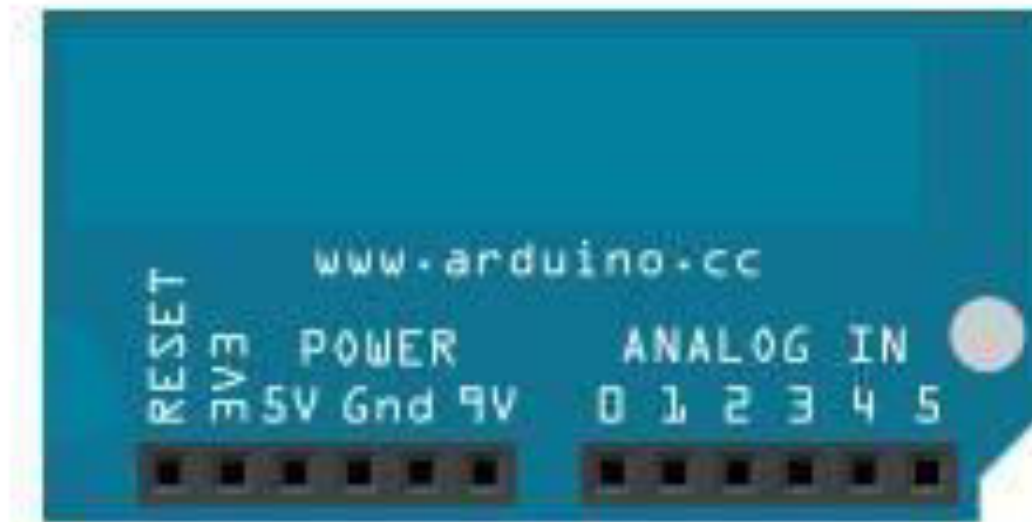 www.arduino.cc
RESET
3V3
POWER
5V Gnd 9V
ANALOG IN
0 1 2 3 4 5